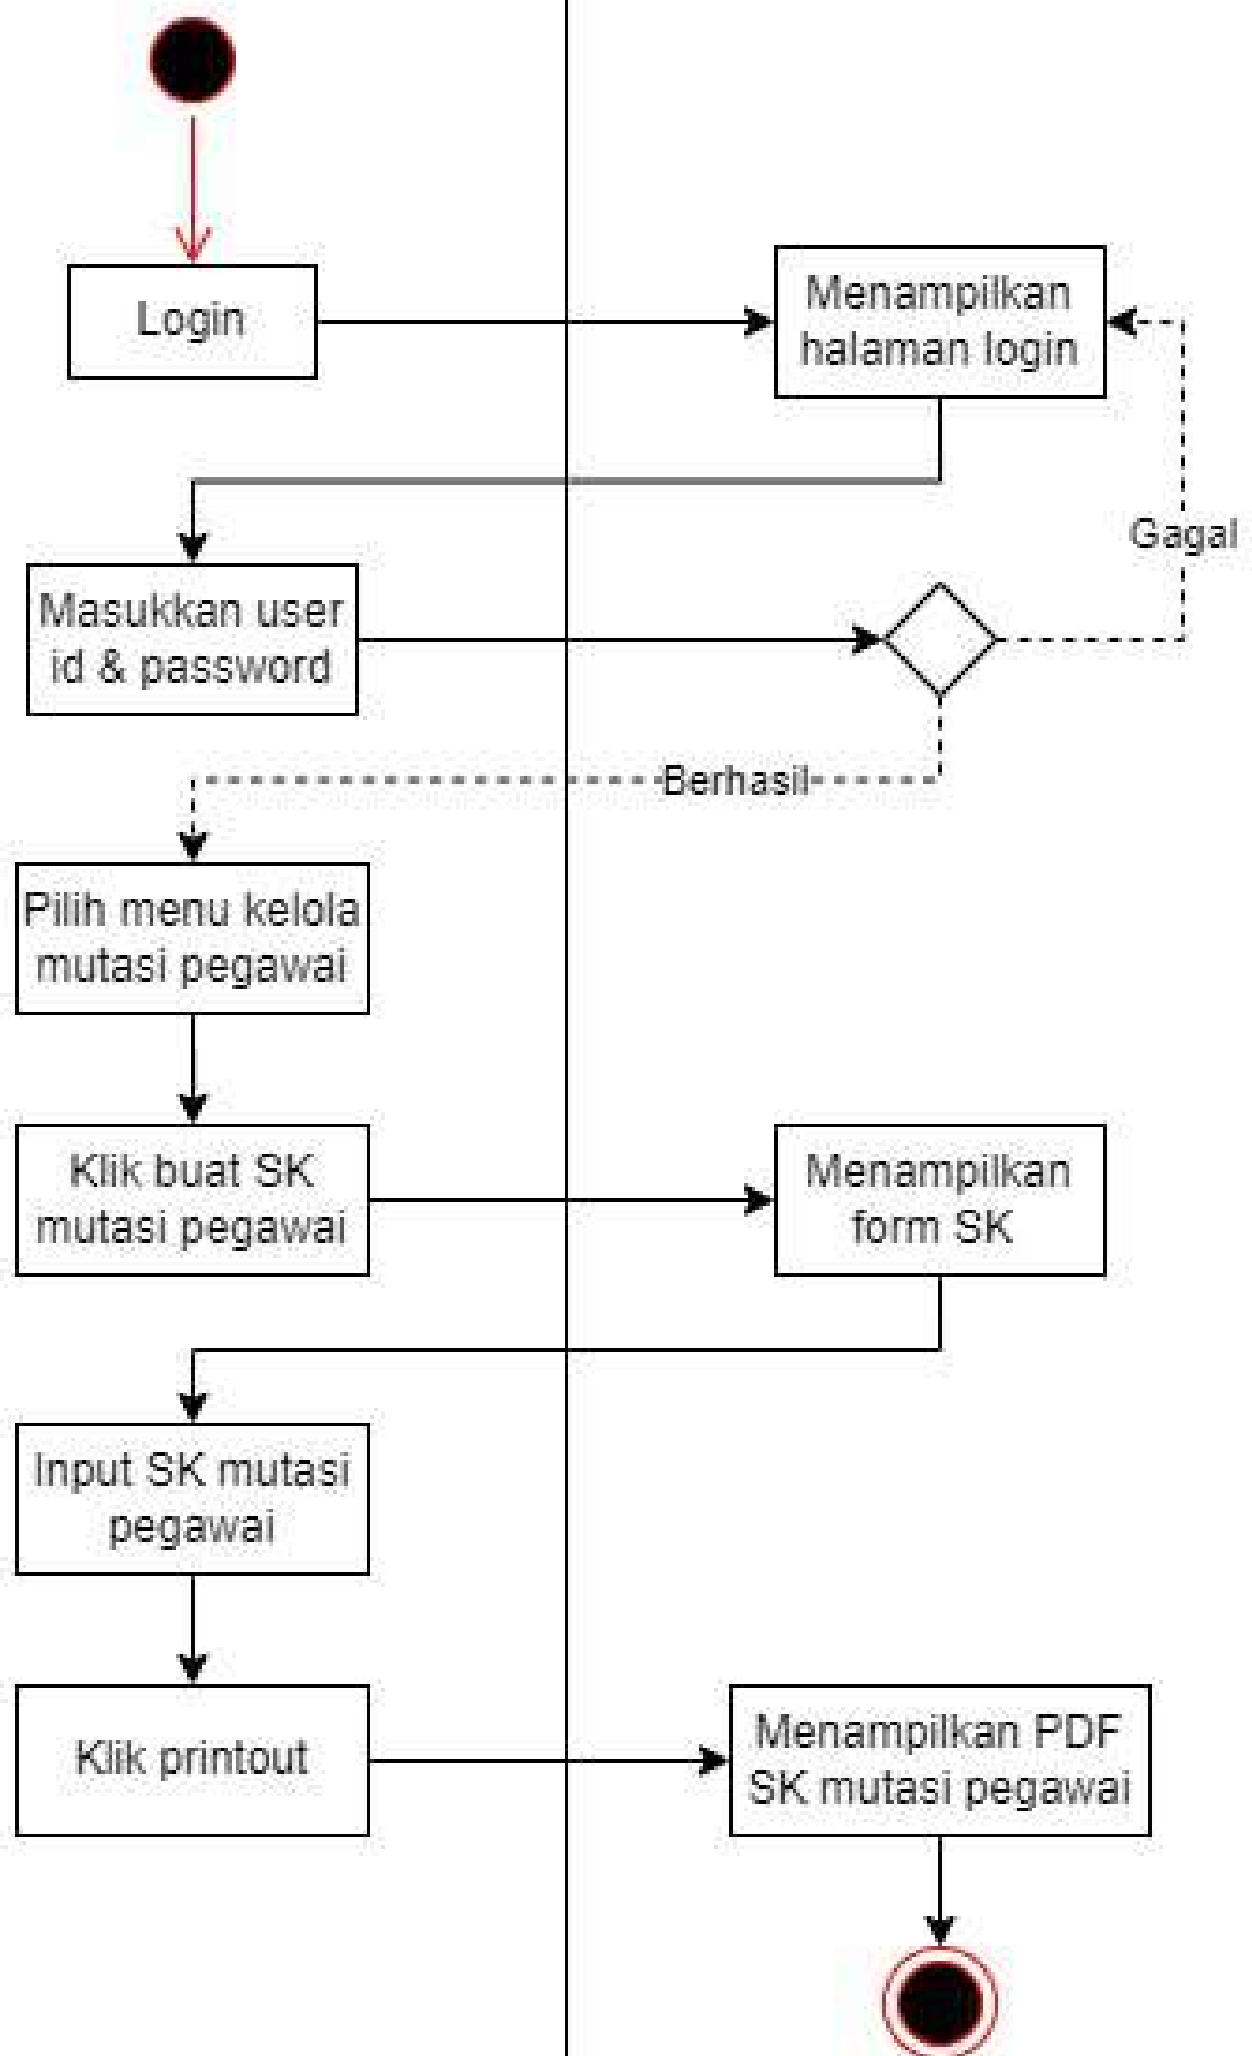 Login
Menampilkan
halaman login
Gagal
Masukkan user
id & password
Berhasil
Pilih menu kelola
mutasi pegawai
Klik buat SK
mutasi pegawai
Menampilkan
form SK
Input SK mutasi
pegawai
Klik printout
Menampilkan PDF
SK mutasi pegawai